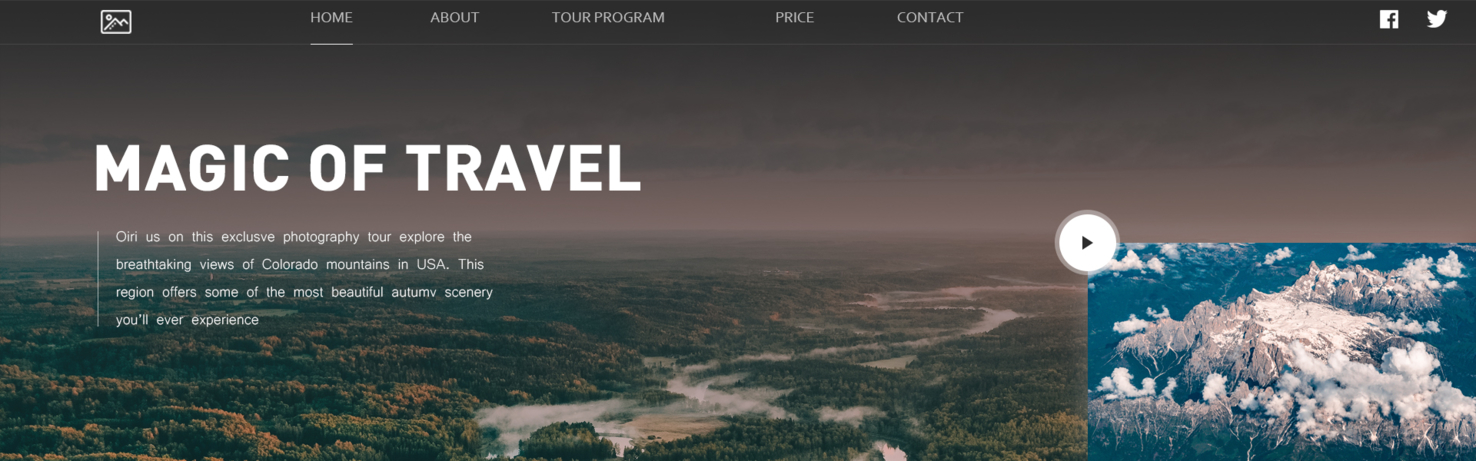 HOME ABOUT TOUR PROGRAM PRICE CONTACT
MAGIC OF TRAVEL
Oiri us on this exclusve photography tour explore the
breathtaking views of Colorado mountains in USA. This
region offers some of the most beautiful autumv scenery
you'll ever experience